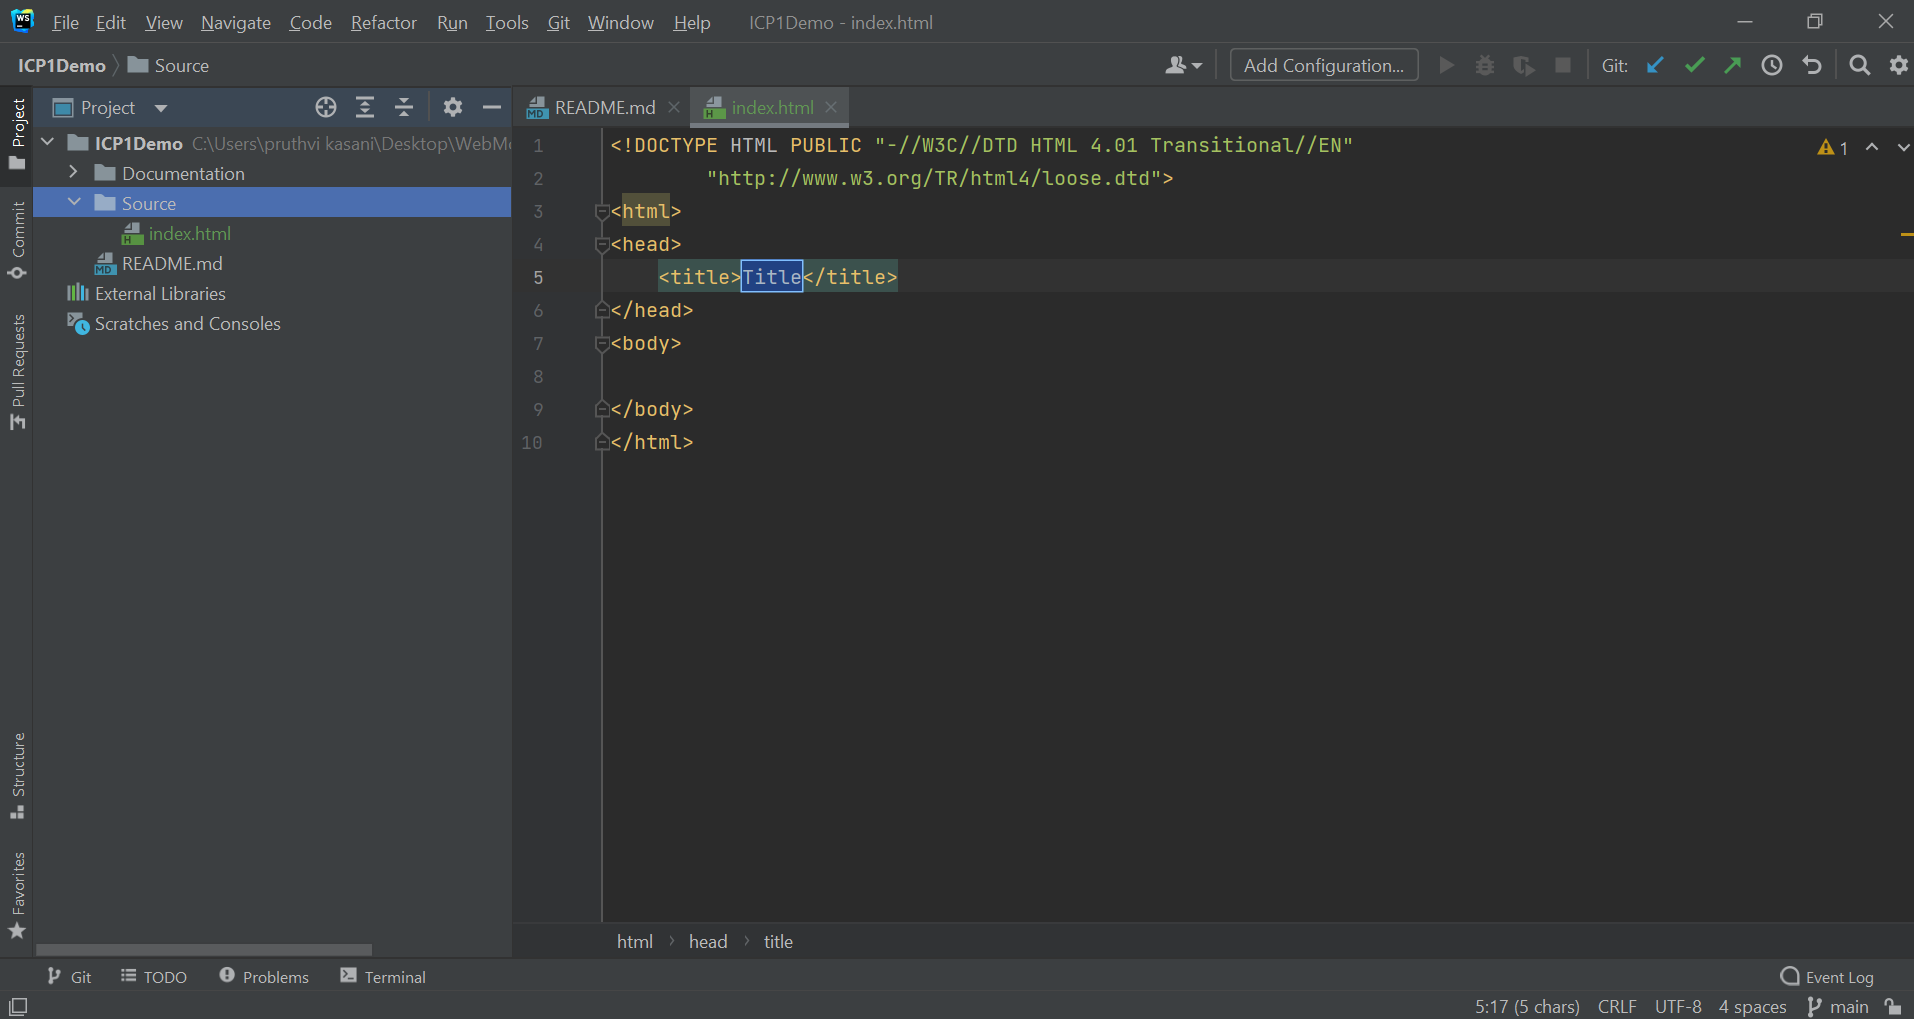 WS File Edit View Navigate Code Refactor Run Tools Git Window Help ICP1Demo - index.html
ICP1Demo Source Add Configuration... Git:
Project README.md index.html
ICP1Demo C:\Users\pruthvi kasani\Desktop\WebM
Documentation
Source
index.html
README.md
External Libraries
Scratches and Consoles
Project
Commit
Pull Requests
Structure
Favorites
1 <!DOCTYPE HTML PUBLIC "-//W3C//DTD HTML 4.01 Transitional//EN" 1
2 "http://www.w3.org/TR/html4/loose.dtd">
3 <html>
4 <head>
5 <title>Title</title>
6 </head>
7 <body>
8
9 </body>
10 </html>
html head title
Git TODO Problems Terminal Event Log
5:17 (5 chars) CRLF UTF-8 4 spaces main